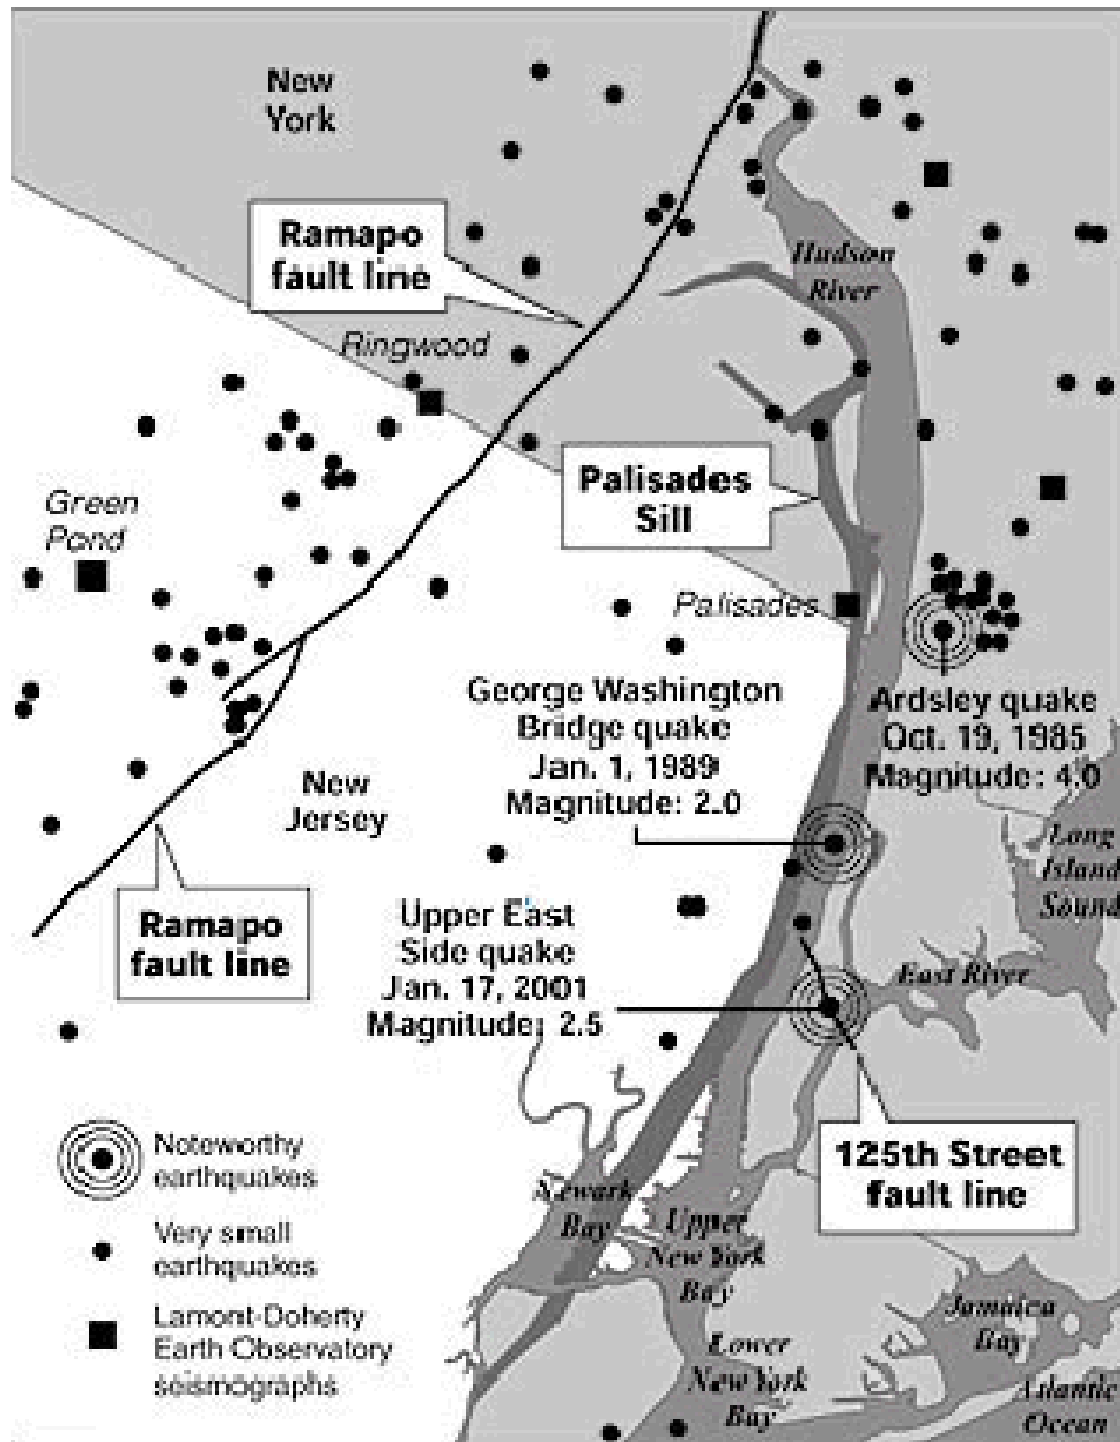 New
York
Ramapo
fault line
Hudson
River
Ringwood
Palisades
Sill
Green
Pond
Palisades
George Washington
Bridge quake
Jan. 1, 1989
Magnitude: 2.0
Ardsley quake
Oct. 19, 1985
Magnitude: 4.0
New
Jersey
Long
Island
Sound
Ramapo
fault line
Upper East
Side quake
Jan. 17, 2001
Magnitude: 2.5
East River
125th Street
fault line
Noteworthy
earthquakes
Newark
Bay
Upper
New York
Bay
Very small
earthquakes
Jamaica
Bay
Lamont-Doherty
Earth Observatory
seismographs
Lower
New York
Bay
Atlantic
Ocean